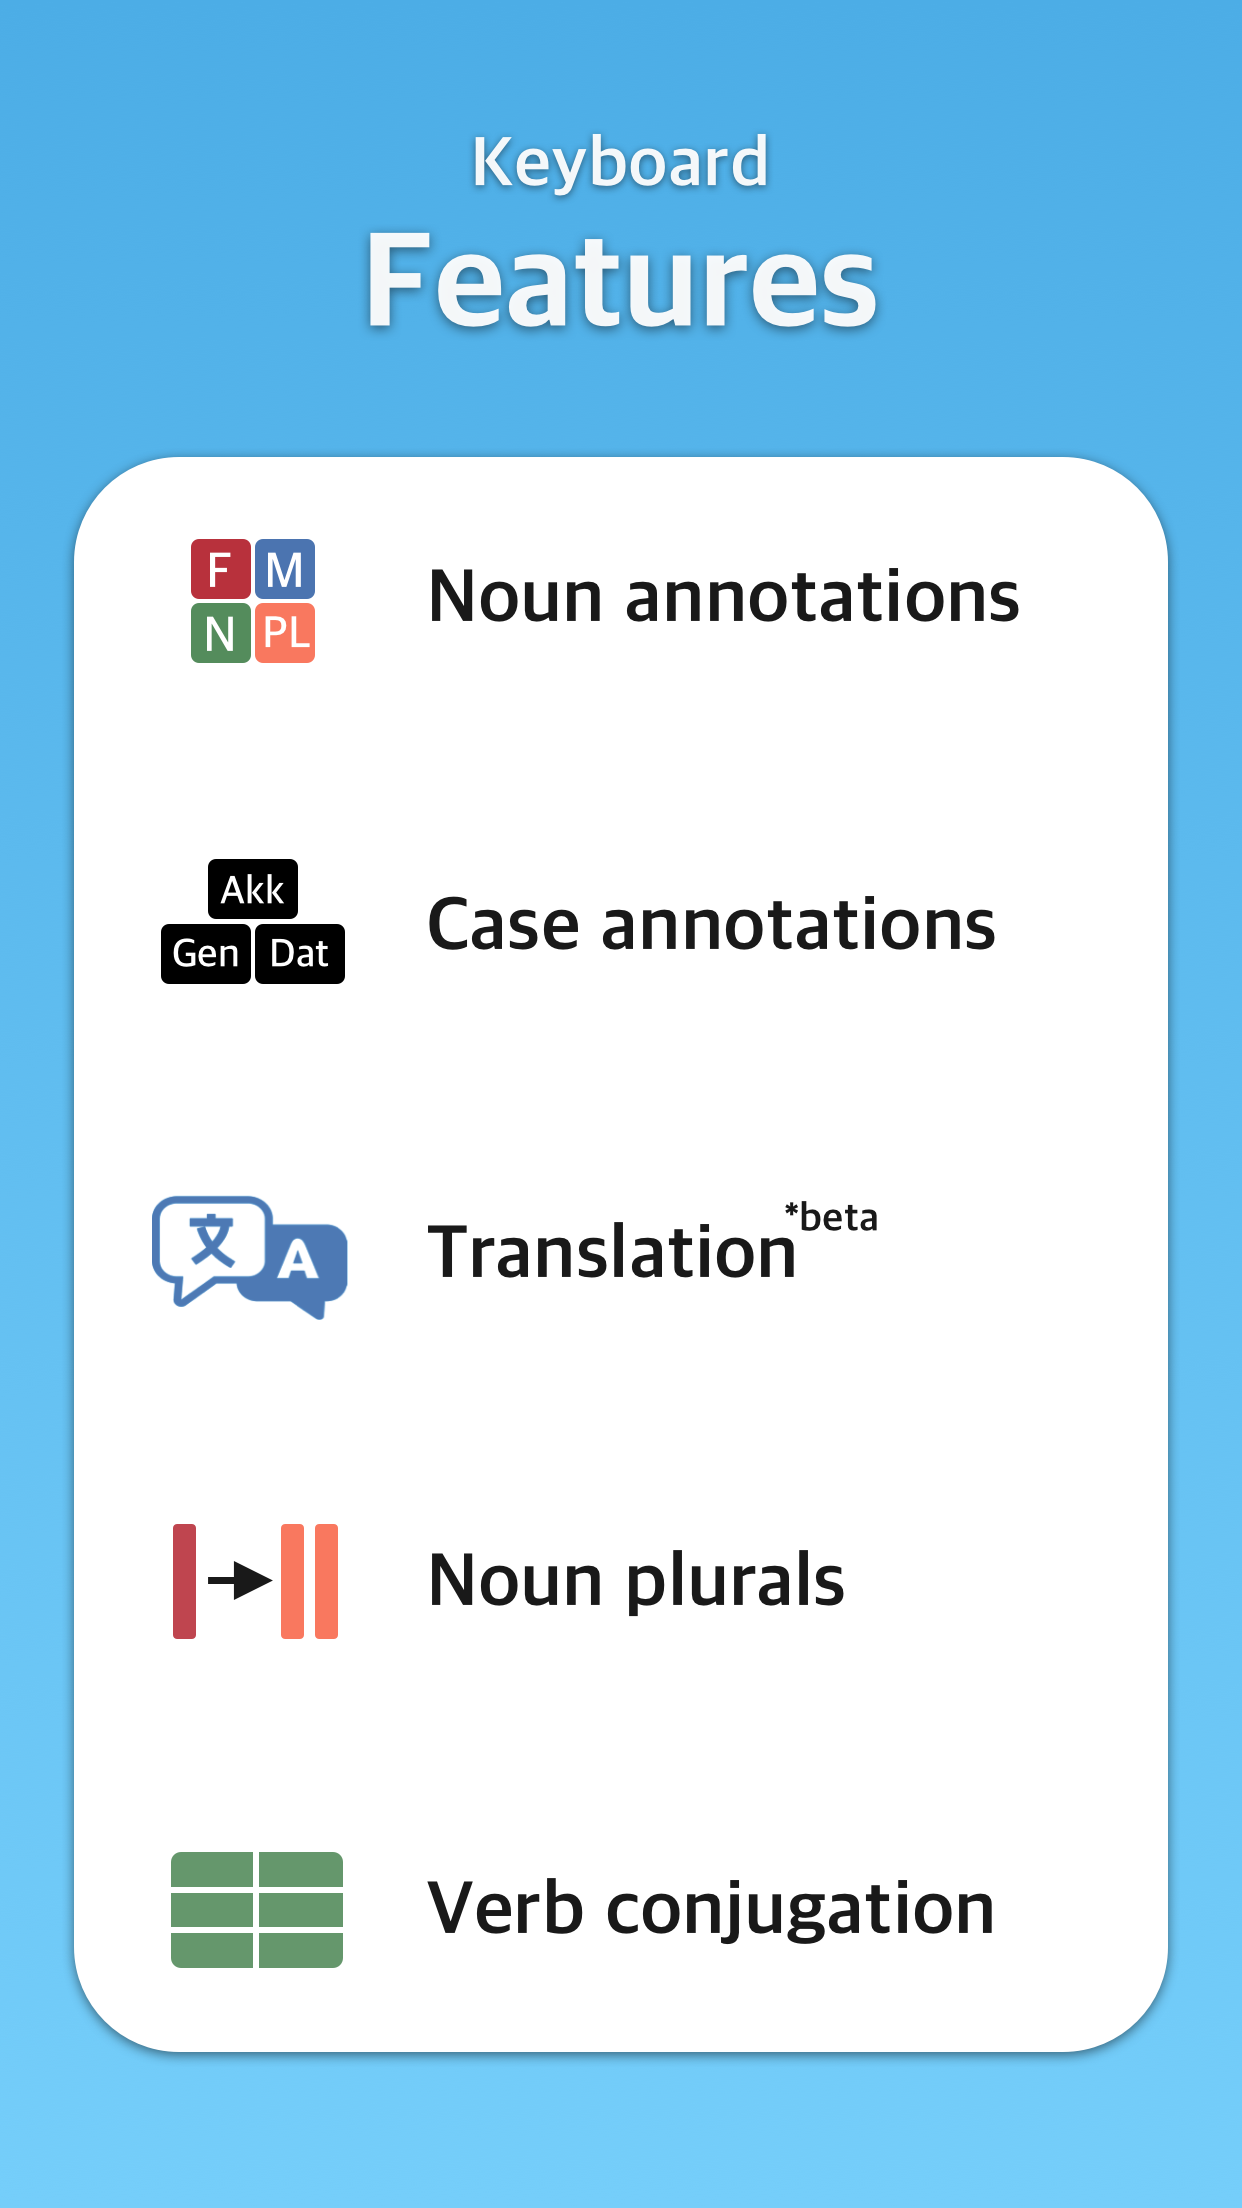 Keyboard
Features
F M
N PL
Noun annotations
Akk
Gen Dat
Case annotations
文 A
Translation*beta
Noun plurals
Verb conjugation